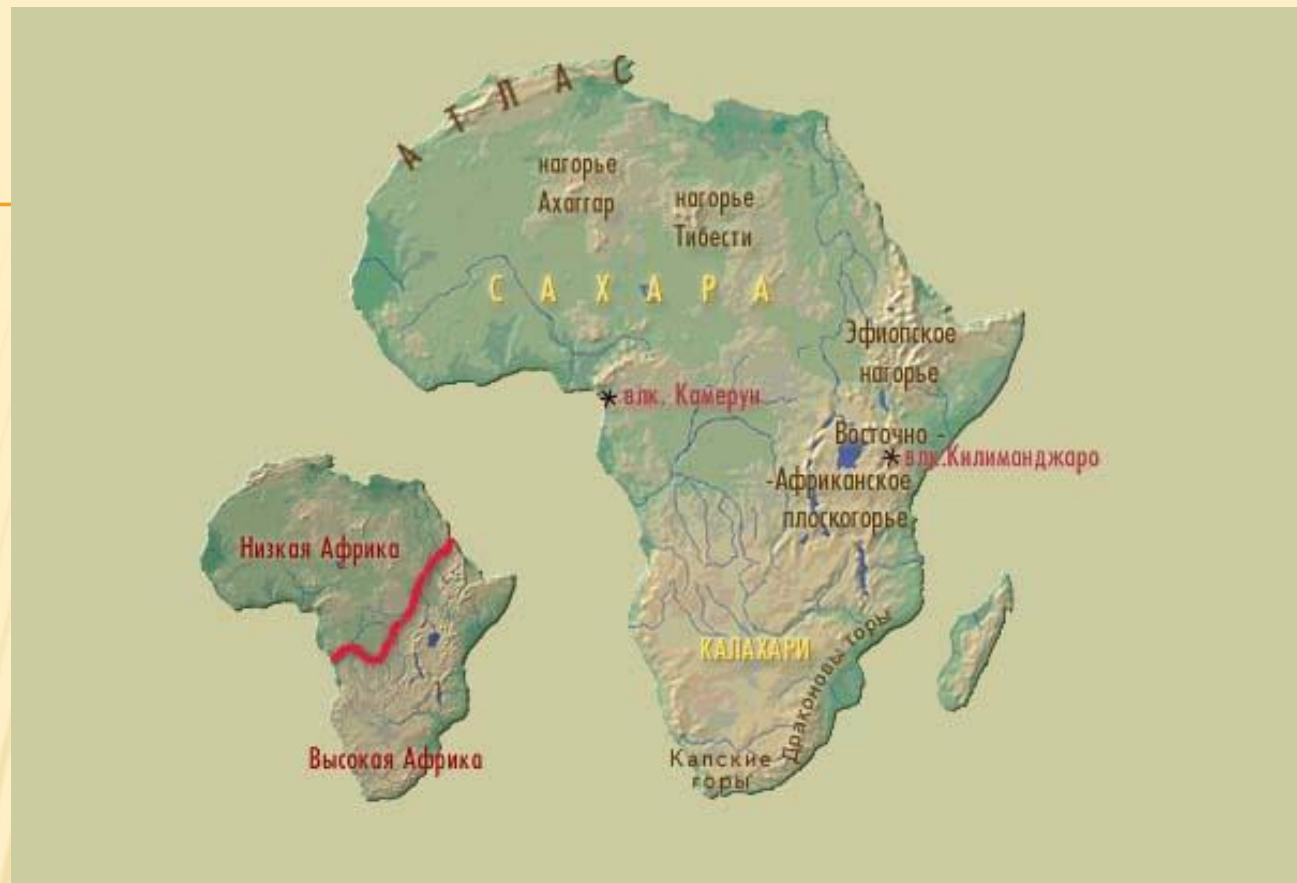 АТЛАС
нагорье
Ахаггар
нагорье
Тибести
САХАРА
Эфиопское
нагорье
влк. Камерун
Восточно -
влк.Килиманджаро
-Африканское
плоскогорье
Низкая Африка
КАЛАХАРИ
Драконовы горы
Капские
горы
Высокая Африка